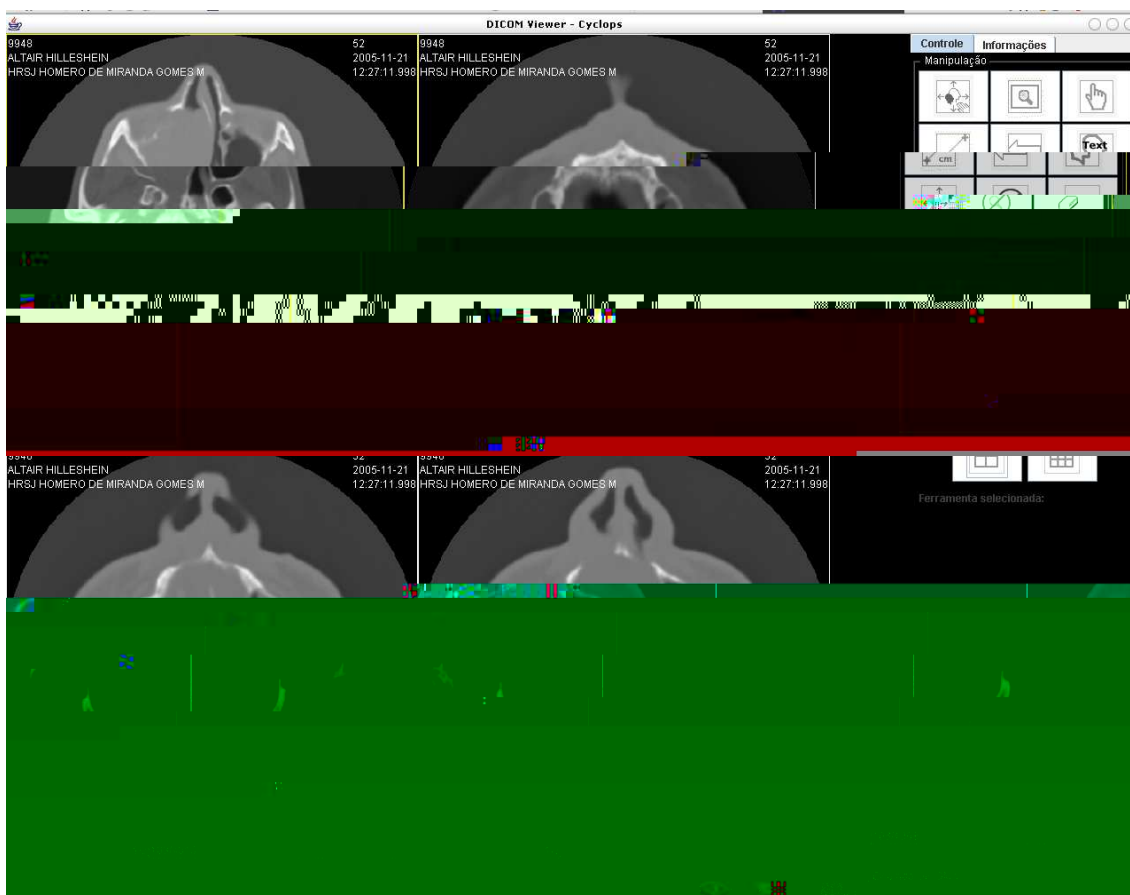 DICOM Viewer - Cyclops
9948
52
ALTAIR HILLESHEIN
2005-11-21
HRSJ HOMERO DE MIRANDA GOMES M
12:27:11.998
9948
52
ALTAIR HILLESHEIN
2005-11-21
HRSJ HOMERO DE MIRANDA GOMES M
12:27:11.998
Controle
Informações
Manipulação
Text
cm
9948
ALTAIR HILLESHEIN
2005-11-21
HRSJ HOMERO DE MIRANDA GOMES M
12:27:11.998
9948
52
ALTAIR HILLESHEIN
2005-11-21
HRSJ HOMERO DE MIRANDA GOMES M
12:27:11.998
Ferramenta selecionada: